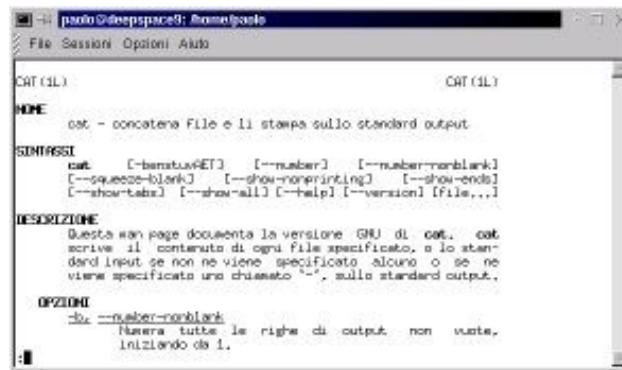 paolo@deepspace9: /home/paolo
File Sessioni Opzioni Aiuto
CAT(1L) CAT(1L)
NOME
cat - concatena file e li stampa sullo standard output
SINTASSI
cat [-benstuvAET] [--number] [--number-nonblank]
[--squeeze-blank] [--show-nonprinting] [--show-ends]
[--show-tabs] [--show-all] [--help] [--version] [file...]
DESCRIZIONE
Questa man page documenta la versione GNU di cat. cat
scrive il contenuto di ogni file specificato, o lo stan-
dard input se non ne viene specificato alcuno o se ne
viene specificato uno chiamato `-', sullo standard output.
OPZIONI
-b, --number-nonblank
Numera tutte le righe di output non vuote,
iniziando da 1.
: